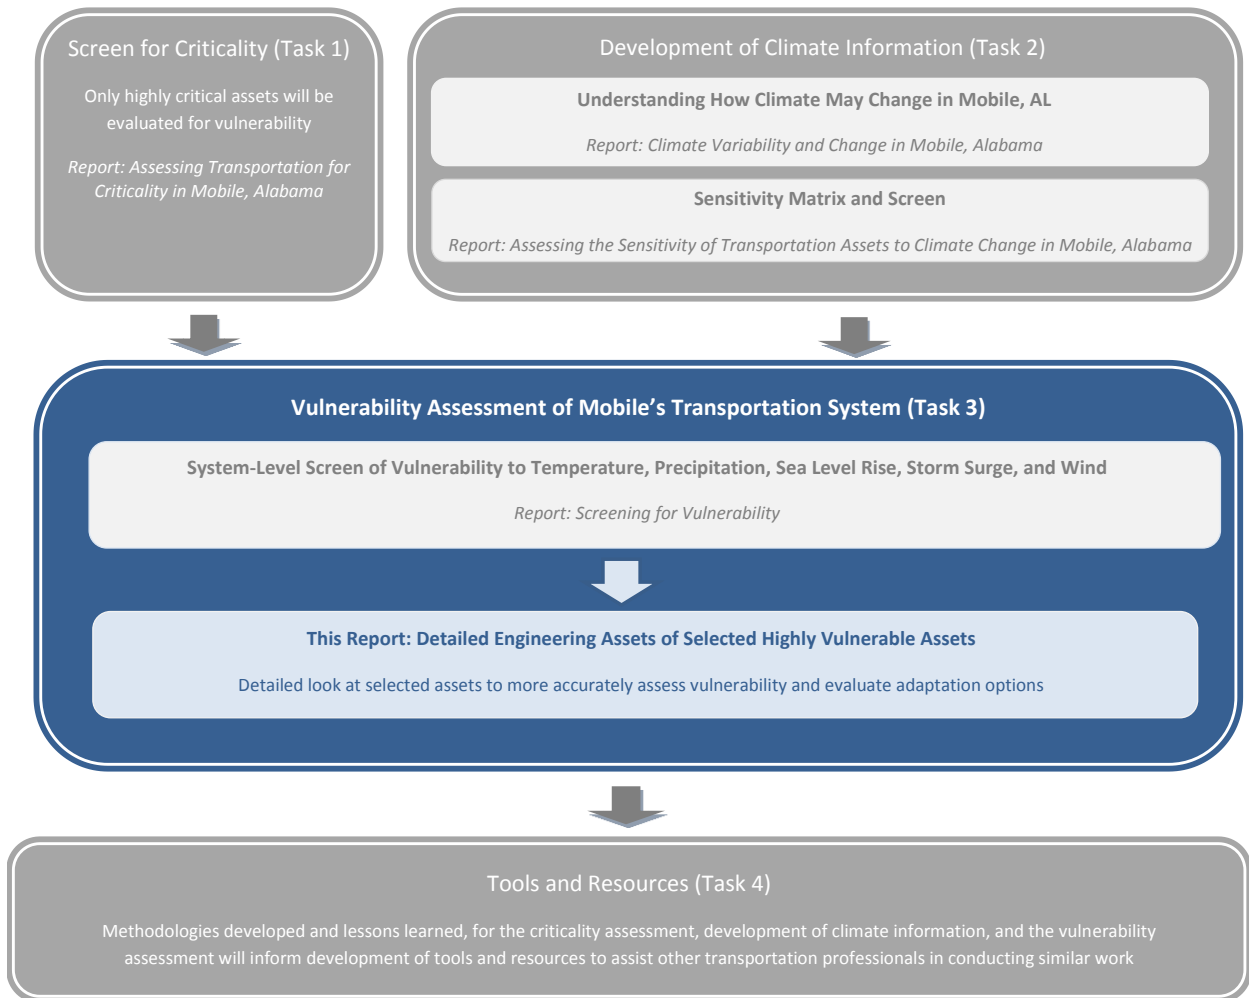 Screen for Criticality (Task 1)
Only highly critical assets will be
evaluated for vulnerability
Report: Assessing Transportation for
Criticality in Mobile, Alabama
Development of Climate Information (Task 2)
Understanding How Climate May Change in Mobile, AL
Report: Climate Variability and Change in Mobile, Alabama
Sensitivity Matrix and Screen
Report: Assessing the Sensitivity of Transportation Assets to Climate Change in Mobile, Alabama
Vulnerability Assessment of Mobile’s Transportation System (Task 3)
System-Level Screen of Vulnerability to Temperature, Precipitation, Sea Level Rise, Storm Surge, and Wind
Report: Screening for Vulnerability
This Report: Detailed Engineering Assets of Selected Highly Vulnerable Assets
Detailed look at selected assets to more accurately assess vulnerability and evaluate adaptation options
Tools and Resources (Task 4)
Methodologies developed and lessons learned, for the criticality assessment, development of climate information, and the vulnerability
assessment will inform development of tools and resources to assist other transportation professionals in conducting similar work